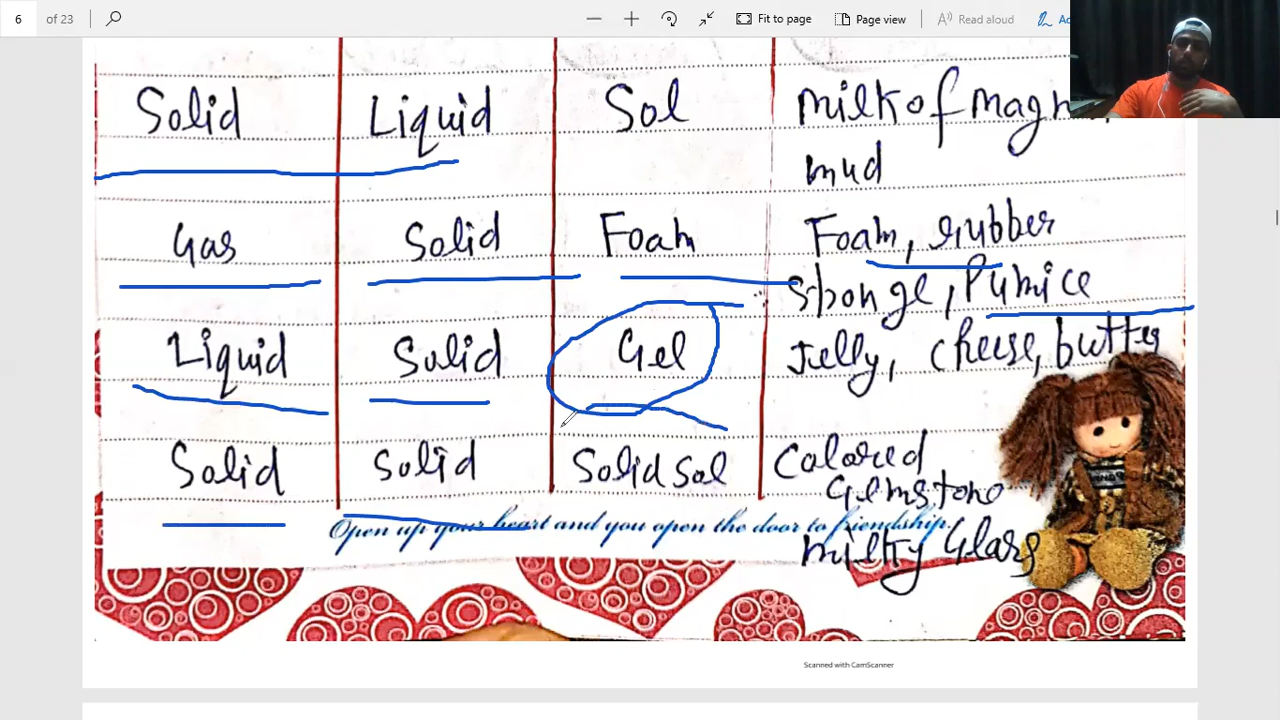 6 of 23 Fit to page Page view Read aloud
Solid Liquid Sol milk of magn
mud
Gas Solid Foam Foam, rubber
sponge, Pumice
Liquid Solid Gel Jelly, cheese, butter
Solid Solid Solid Sol Colored
Gemstone
Open up your heart and you open the door to friendship.
milky Glass
Scanned with CamScanner